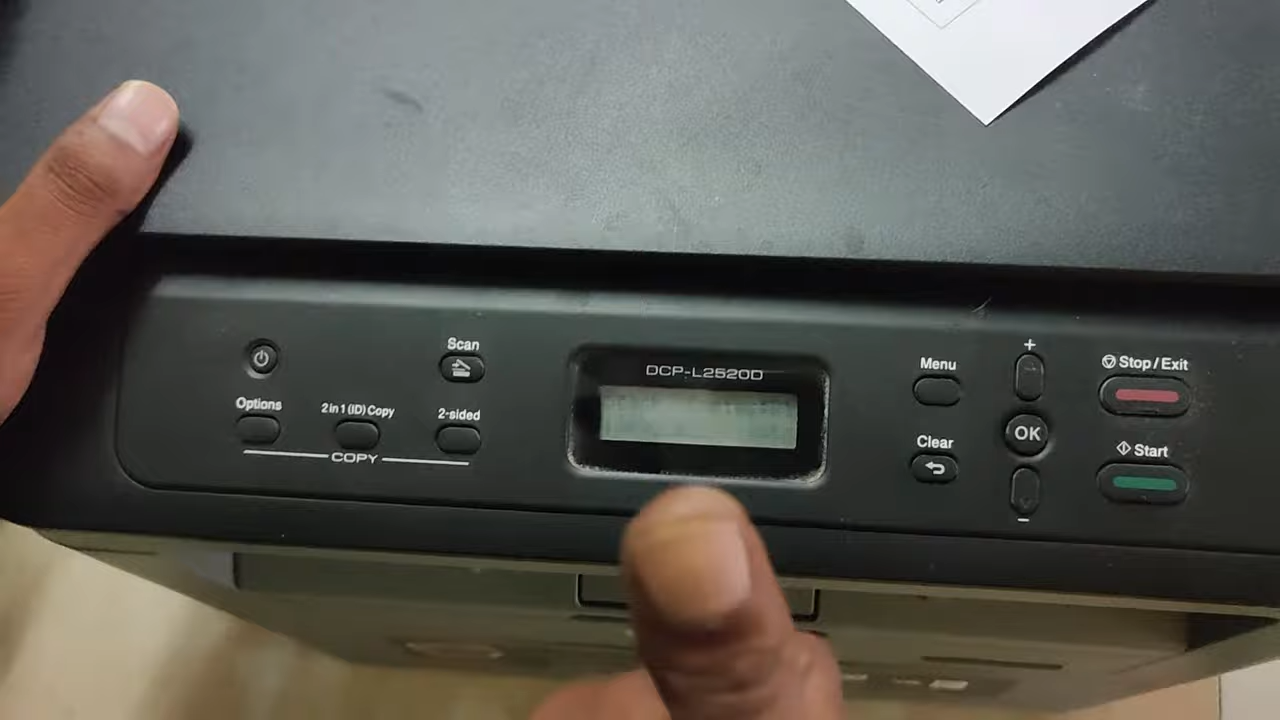 Scan
Options
2 in 1 (ID) Copy
2-sided
COPY
DCP-L2520D
Menu
+
Stop / Exit
Clear
OK
Start
−